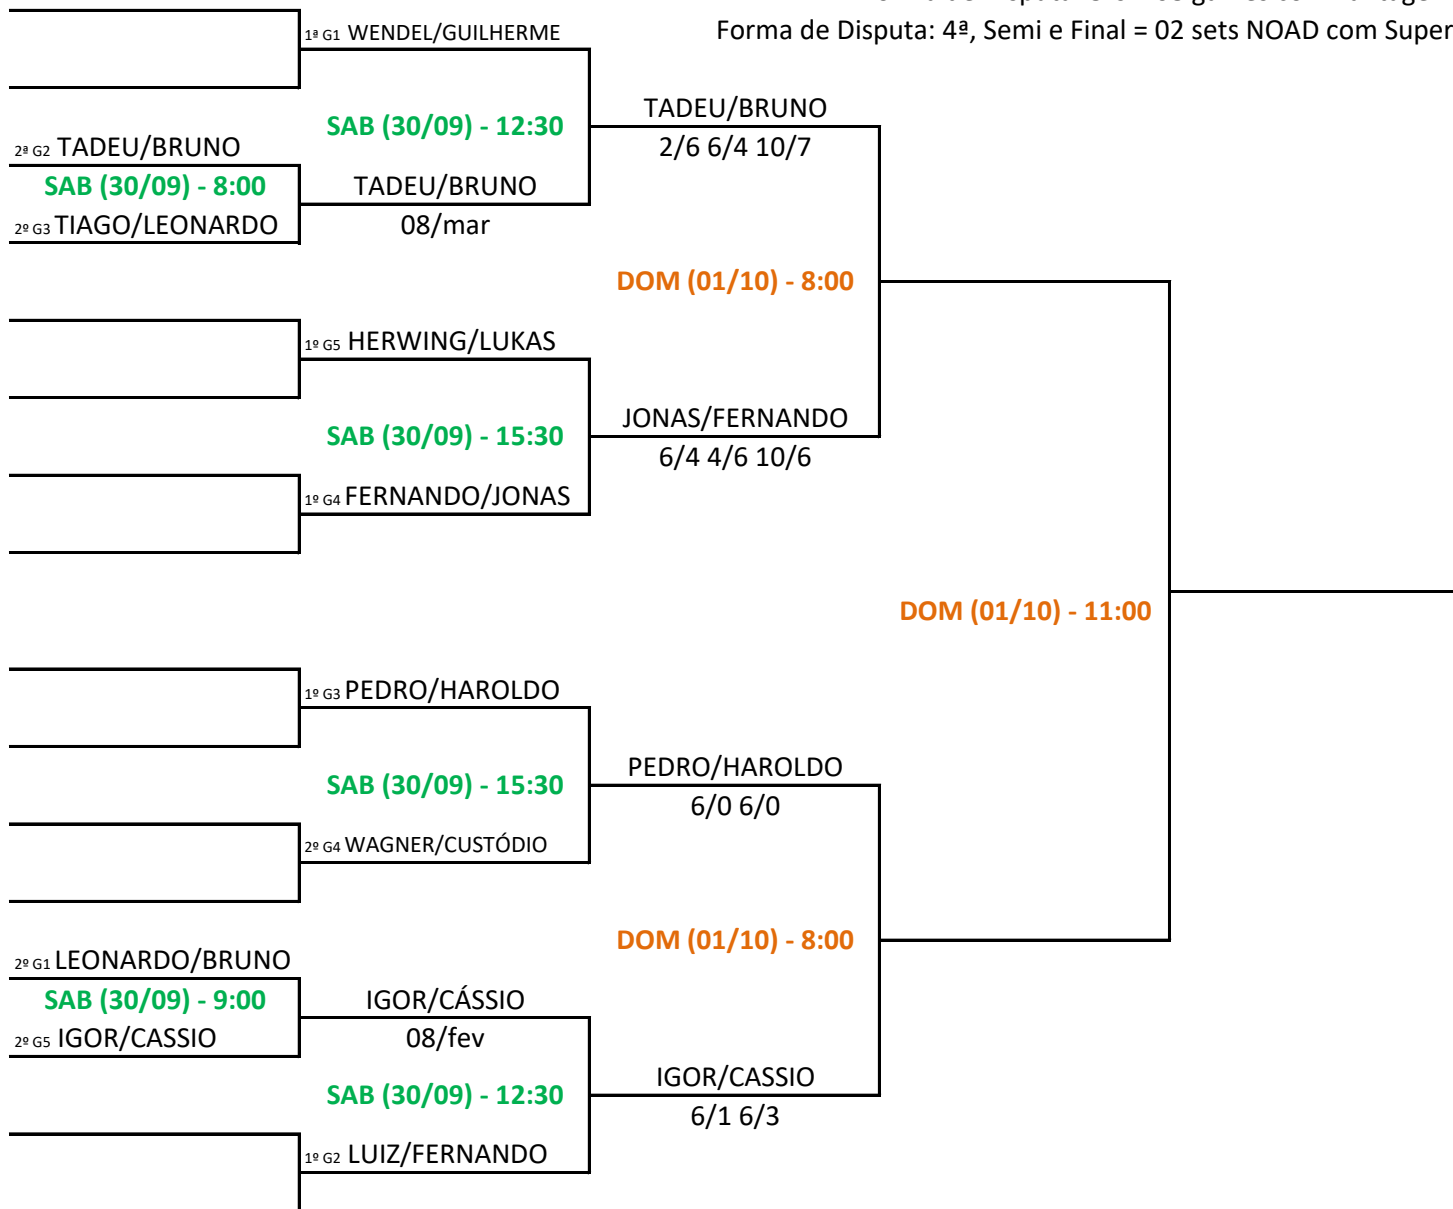 Forma de Disputa: 4ª, Semi e Final = 02 sets NOAD com Super
1ª G1 WENDEL/GUILHERME
SAB (30/09) - 12:30
TADEU/BRUNO
2/6 6/4 10/7
2ª G2 TADEU/BRUNO
SAB (30/09) - 8:00
TADEU/BRUNO
2º G3 TIAGO/LEONARDO
08/mar
DOM (01/10) - 8:00
1º G5 HERWING/LUKAS
SAB (30/09) - 15:30
JONAS/FERNANDO
6/4 4/6 10/6
1º G4 FERNANDO/JONAS
DOM (01/10) - 11:00
1º G3 PEDRO/HAROLDO
SAB (30/09) - 15:30
PEDRO/HAROLDO
6/0 6/0
2º G4 WAGNER/CUSTÓDIO
DOM (01/10) - 8:00
2º G1 LEONARDO/BRUNO
SAB (30/09) - 9:00
IGOR/CÁSSIO
2º G5 IGOR/CASSIO
08/fev
SAB (30/09) - 12:30
IGOR/CASSIO
6/1 6/3
1º G2 LUIZ/FERNANDO